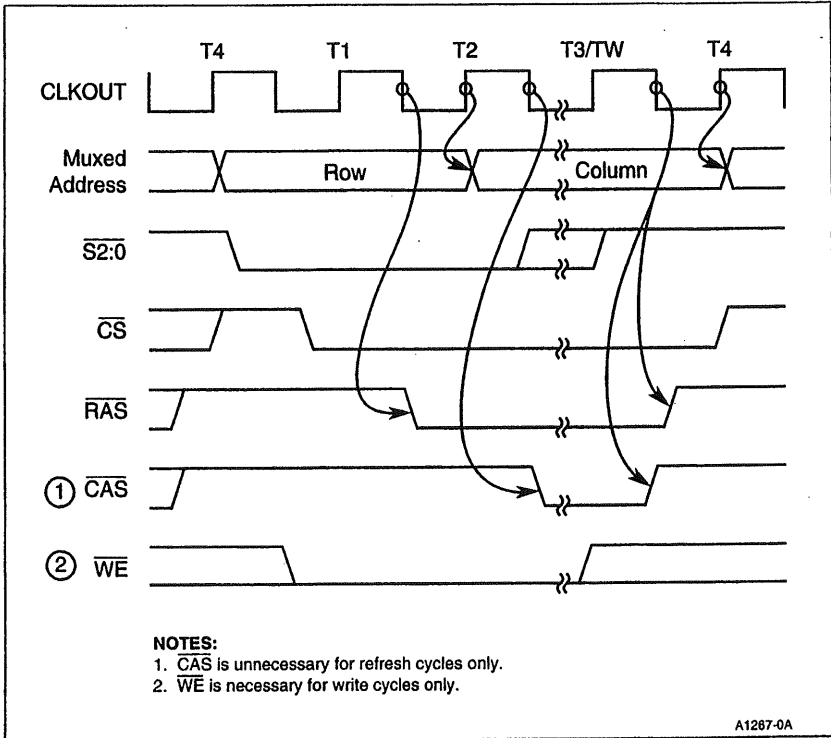 T4 T1 T2 T3/TW T4
CLKOUT
Muxed
Address
Row
Column
S2:0
CS
RAS
1 CAS
2 WE
NOTES:
1. CAS is unnecessary for refresh cycles only.
2. WE is necessary for write cycles only.
A1267-0A